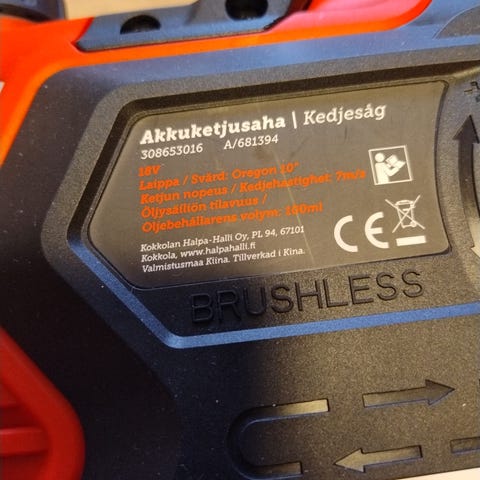 Akkuketjusaha | Kedjesåg
308653016 A/681394
18V
Laippa / Svärd: Oregon 10"
Ketjun nopeus / Kedjehastighet: 7m/s
Öljysäiliön tilavuus /
Oljebehållarens volym: 160ml
Kokkolan Halpa-Halli Oy, PL 94, 67101
Kokkola, www.halpahalli.fi
Valmistusmaa Kiina. Tillverkad i Kina.
CE
BRUSHLESS